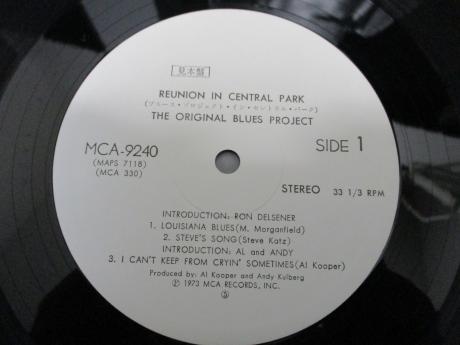 見本盤
REUNION IN CENTRAL PARK
(ブルース・プロジェクト・イン・セントラル・パーク)
THE ORIGINAL BLUES PROJECT
MCA-9240
(MAPS 7118)
(MCA 330)
SIDE 1
STEREO 33 1/3 RPM
INTRODUCTION: RON DELSENER
1. LOUISIANA BLUES(M. Morganfield)
2. STEVE'S SONG(Steve Katz)
INTRODUCTION: AL and ANDY
3. I CAN'T KEEP FROM CRYIN' SOMETIMES(Al Kooper)
Produced by: Al Kooper and Andy Kulberg
Ⓟ 1973 MCA RECORDS, INC.